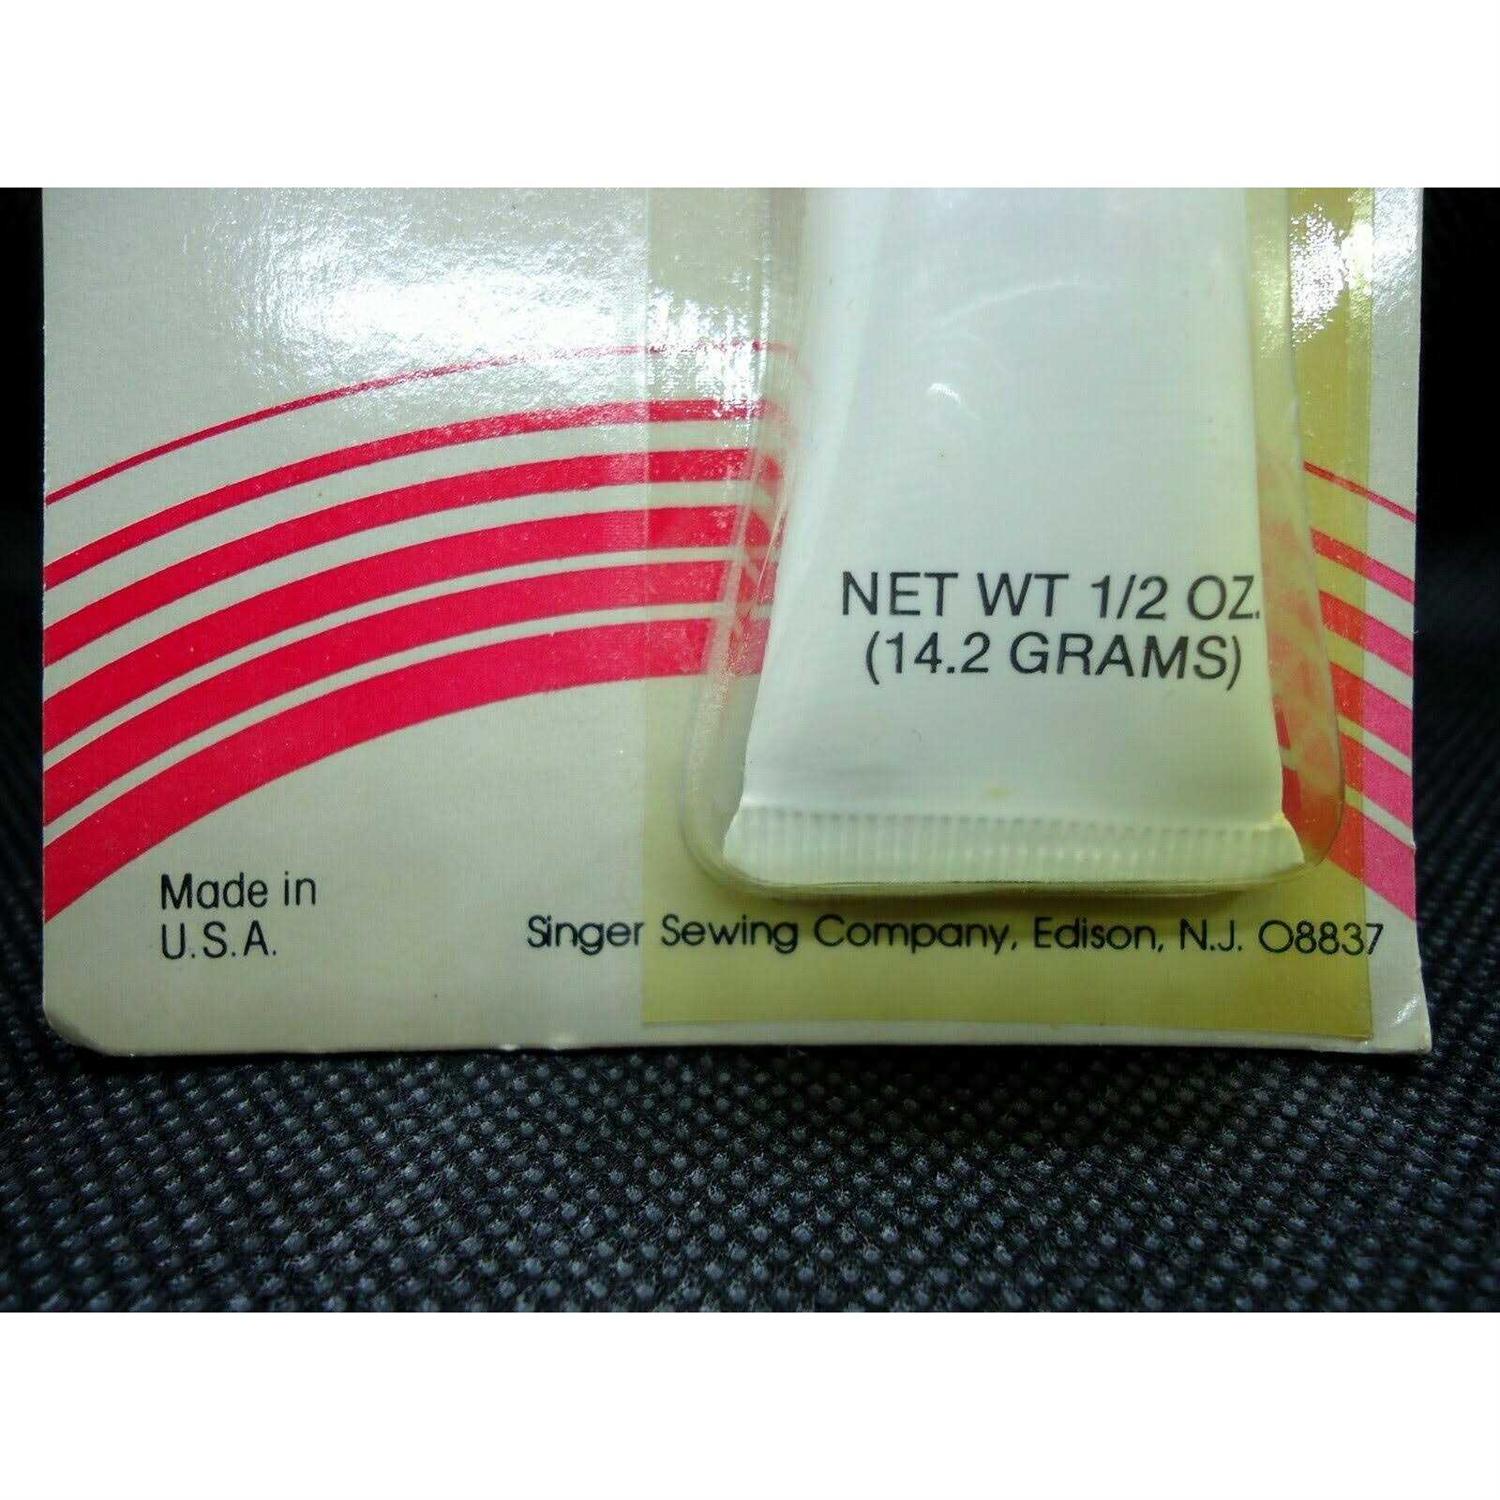 NET WT 1/2 OZ.
(14.2 GRAMS)
Made in
U.S.A.
Singer Sewing Company, Edison, N.J. 08837